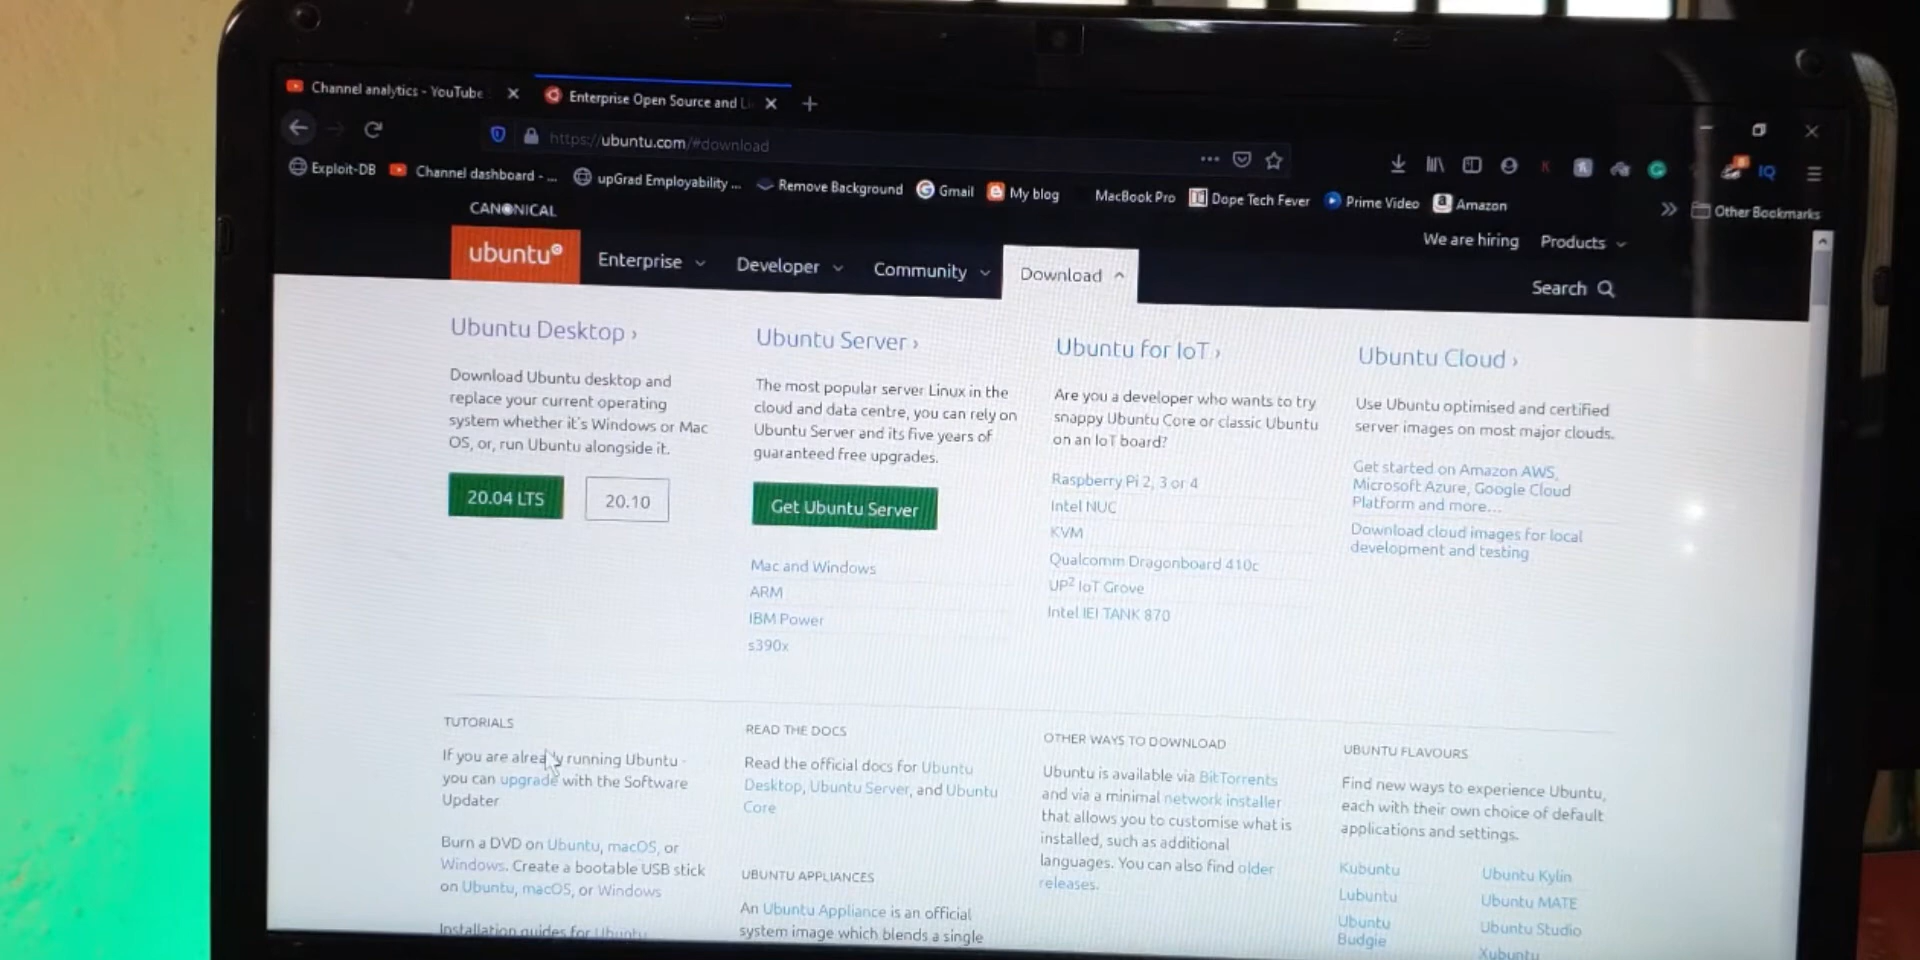 Channel analytics - YouTube
Enterprise Open Source and Li
https://ubuntu.com/#download
Exploit-DB
Channel dashboard - ...
upGrad Employability ...
Remove Background
Gmail
My blog
MacBook Pro
Dope Tech Fever
Prime Video
Amazon
Other Bookmarks
IQ
CANONICAL
We are hiring
Products
ubuntu
Enterprise
Developer
Community
Download
Search
Ubuntu Desktop ›
Download Ubuntu desktop and
replace your current operating
system whether it's Windows or Mac
OS, or, run Ubuntu alongside it.
20.04 LTS
20.10
Ubuntu Server ›
The most popular server Linux in the
cloud and data centre, you can rely on
Ubuntu Server and its five years of
guaranteed free upgrades.
Get Ubuntu Server
Mac and Windows
ARM
IBM Power
s390x
Ubuntu for IoT ›
Are you a developer who wants to try
snappy Ubuntu Core or classic Ubuntu
on an IoT board?
Raspberry Pi 2, 3 or 4
Intel NUC
KVM
Qualcomm Dragonboard 410c
UP² IoT Grove
Intel IEI TANK 870
Ubuntu Cloud ›
Use Ubuntu optimised and certified
server images on most major clouds.
Get started on Amazon AWS,
Microsoft Azure, Google Cloud
Platform and more...
Download cloud images for local
development and testing
TUTORIALS
If you are already running Ubuntu -
you can upgrade with the Software
Updater
Burn a DVD on Ubuntu, macOS, or
Windows. Create a bootable USB stick
on Ubuntu, macOS, or Windows
Installation guides for Ubuntu
READ THE DOCS
Read the official docs for Ubuntu
Desktop, Ubuntu Server, and Ubuntu
Core
UBUNTU APPLIANCES
An Ubuntu Appliance is an official
system image which blends a single
OTHER WAYS TO DOWNLOAD
Ubuntu is available via BitTorrents
and via a minimal network installer
that allows you to customise what is
installed, such as additional
languages. You can also find older
releases.
UBUNTU FLAVOURS
Find new ways to experience Ubuntu,
each with their own choice of default
applications and settings.
Kubuntu
Lubuntu
Ubuntu
Budgie
Ubuntu Kylin
Ubuntu MATE
Ubuntu Studio
Xubuntu